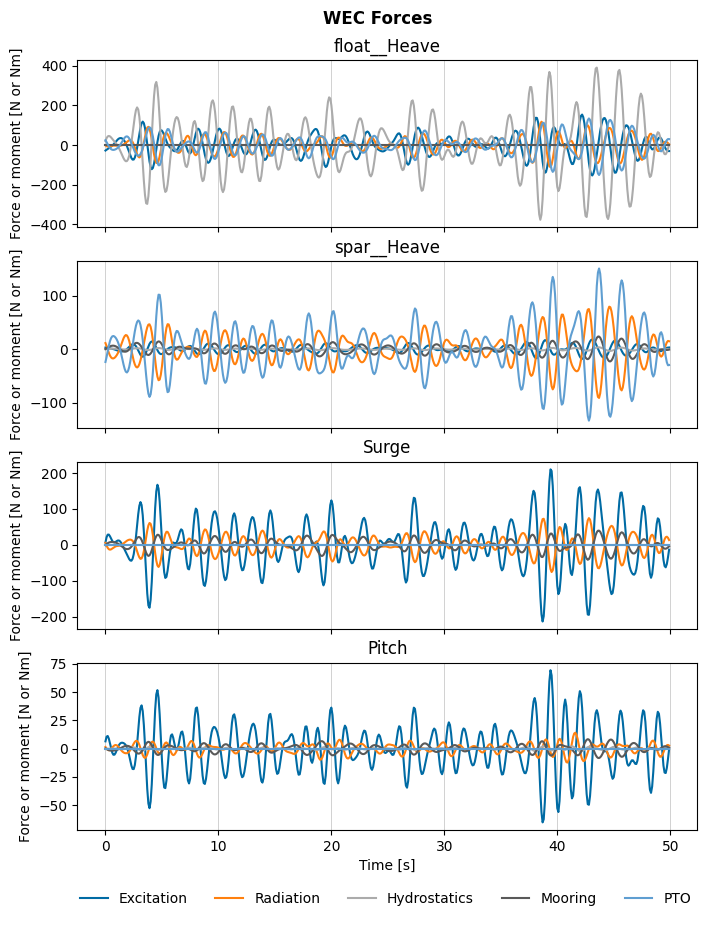 WEC Forces
float__Heave
Force or moment [N or Nm]
400
200
0
−200
−400
spar__Heave
Force or moment [N or Nm]
100
0
−100
Surge
Force or moment [N or Nm]
200
100
0
−100
−200
Pitch
Force or moment [N or Nm]
75
50
25
0
−25
−50
0 10 20 30 40 50
Time [s]
Excitation Radiation Hydrostatics Mooring PTO